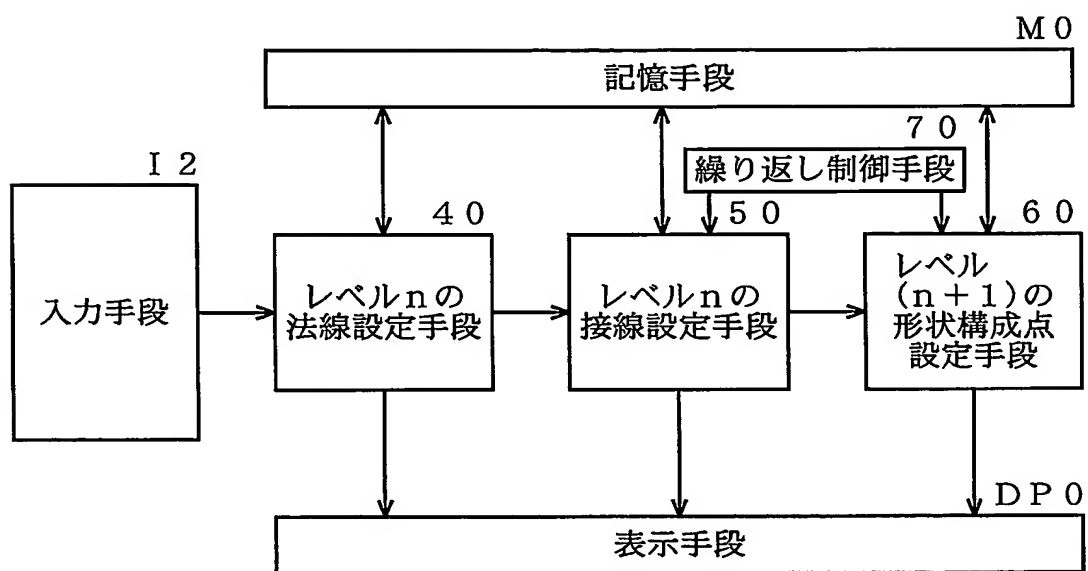 M0
記憶手段
70
繰り返し制御手段
I2
入力手段
40
レベルnの
法線設定手段
50
レベルnの
接線設定手段
60
レベル
(n+1)の
形状構成点
設定手段
DP0
表示手段